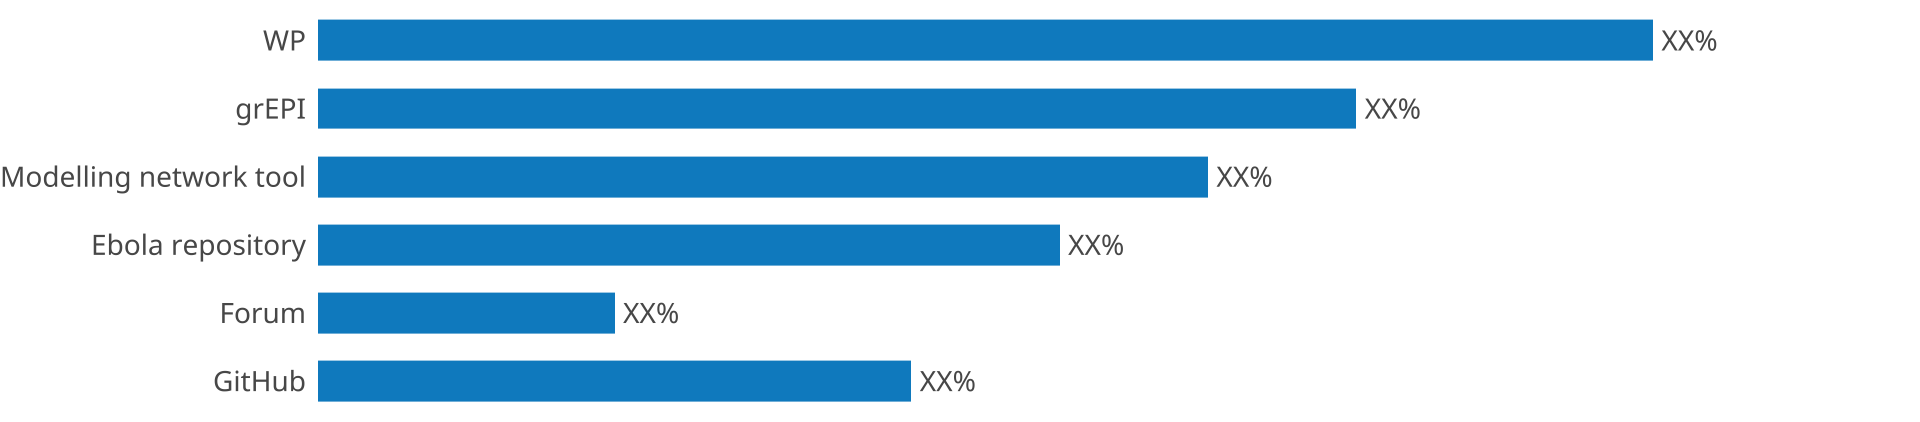 WP XX%
grEPI XX%
Modelling network tool XX%
Ebola repository XX%
Forum XX%
GitHub XX%